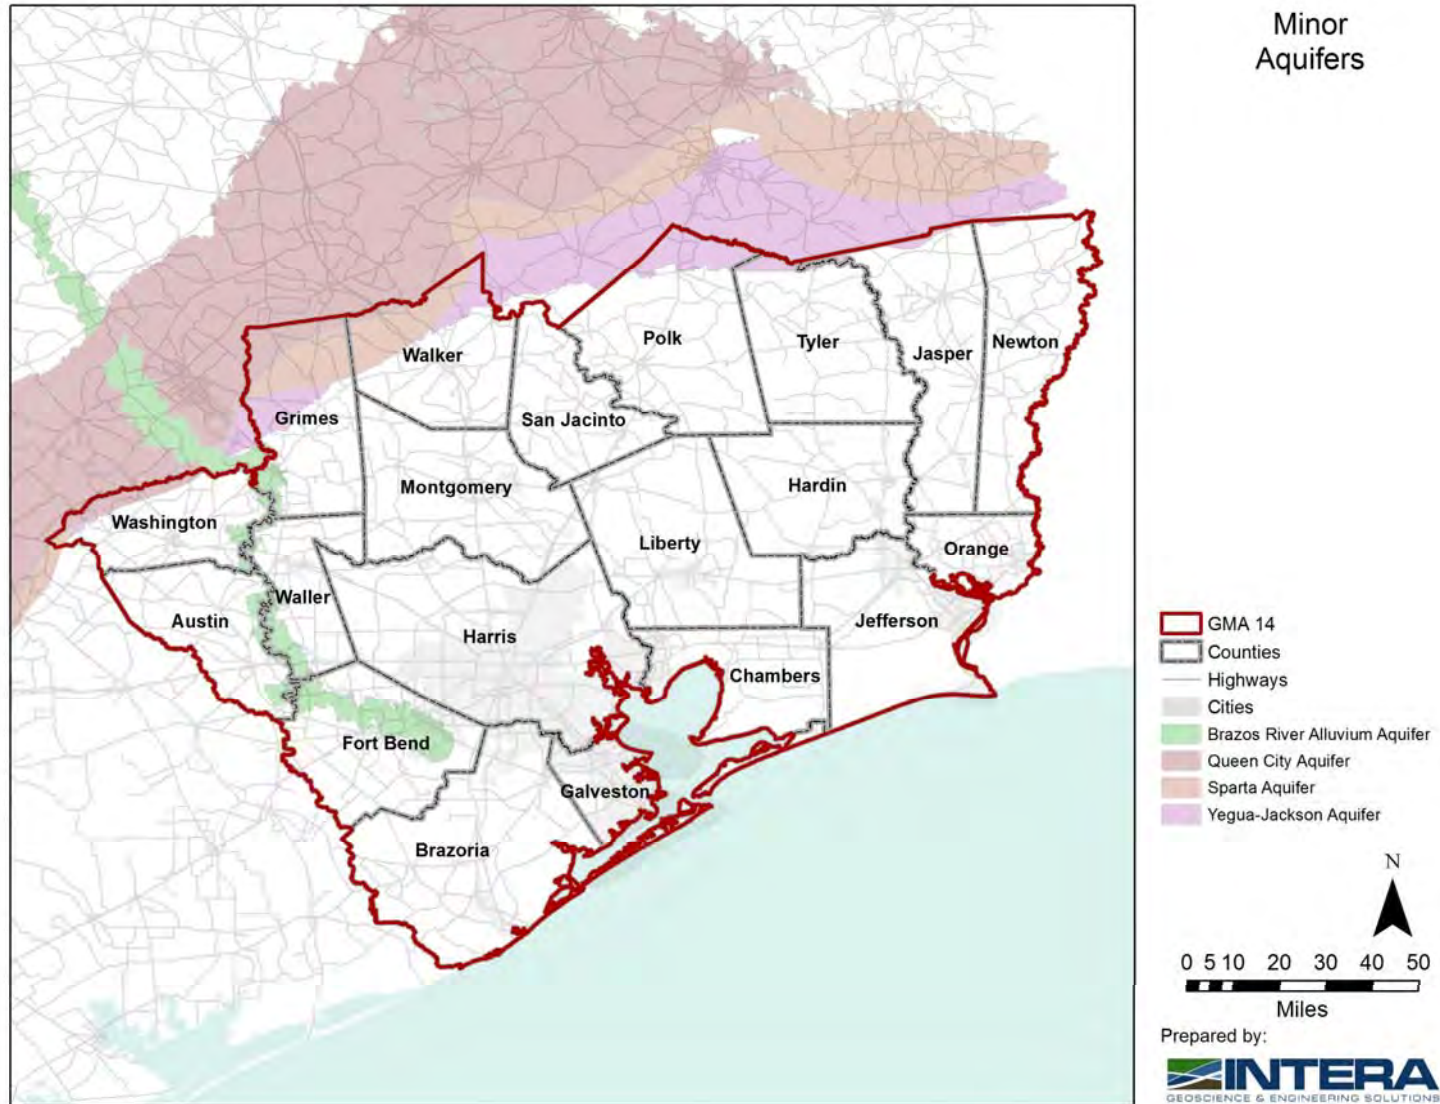 Minor
Aquifers
Polk
Tyler
Newton
Walker
Jasper
Grimes
San Jacinto
Montgomery
Hardin
Washington
Liberty
Orange
Waller
Austin
Harris
Jefferson
Chambers
Fort Bend
Galveston
Brazoria
GMA 14
Counties
Highways
Cities
Brazos River Alluvium Aquifer
Queen City Aquifer
Sparta Aquifer
Yegua-Jackson Aquifer
N
0 5 10 20 30 40 50
Miles
Prepared by:
INTERA
GEOSCIENCE & ENGINEERING SOLUTIONS